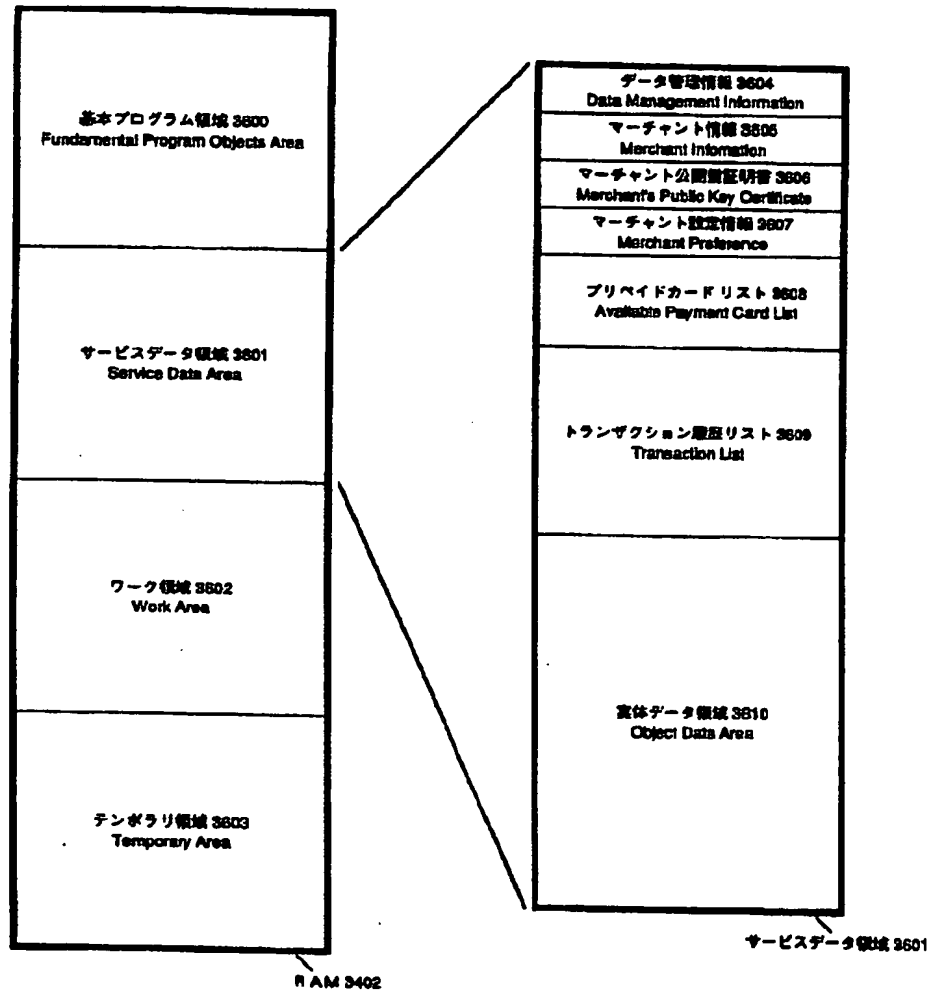 基本プログラム領域 3600
Fundamental Program Objects Area
サービスデータ領域 3601
Service Data Area
ワーク領域 3602
Work Area
テンポラリ領域 3603
Temporary Area
RAM 3402
データ管理情報 3604
Data Management Information
マーチャント情報 3605
Merchant Infomation
マーチャント公開鍵証明書 3606
Merchant's Public Key Certificate
マーチャント設定情報 3607
Merchant Preference
プリペイドカード リスト 3608
Available Payment Card List
トランザクション履歴リスト 3609
Transaction List
実体データ領域 3610
Object Data Area
サービスデータ領域 3601